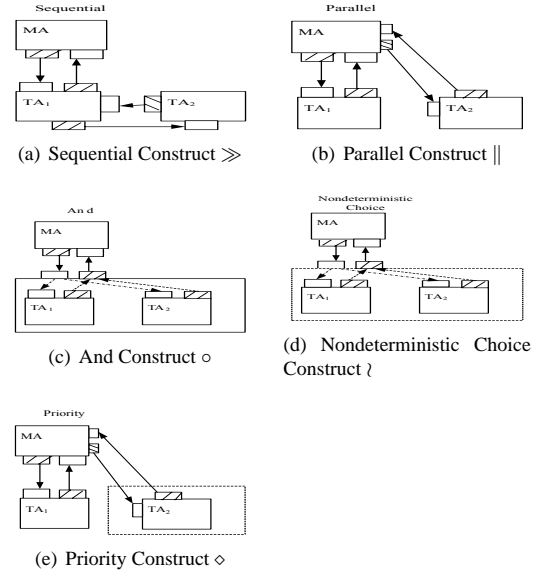 Sequential
MA
TA1
TA2
(a) Sequential Construct ≫
Parallel
MA
TA1
TA2
(b) Parallel Construct ||
An d
MA
TA1
TA2
(c) And Construct ○
Nondeterministic
Choice
MA
TA1
TA2
(d) Nondeterministic Choice
Construct ≀
Priority
MA
TA1
TA2
(e) Priority Construct ⋄